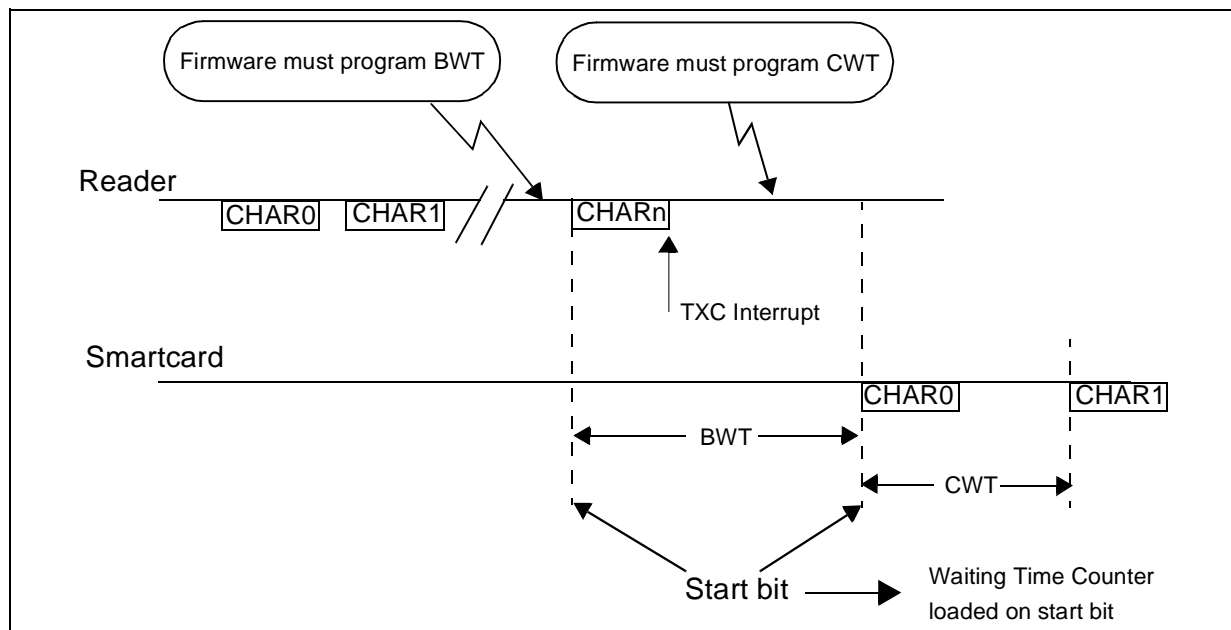 Firmware must program BWT
Firmware must program CWT
Reader
CHAR0
CHAR1
CHARn
TXC Interrupt
Smartcard
CHAR0
CHAR1
BWT
CWT
Start bit
Waiting Time Counter
loaded on start bit